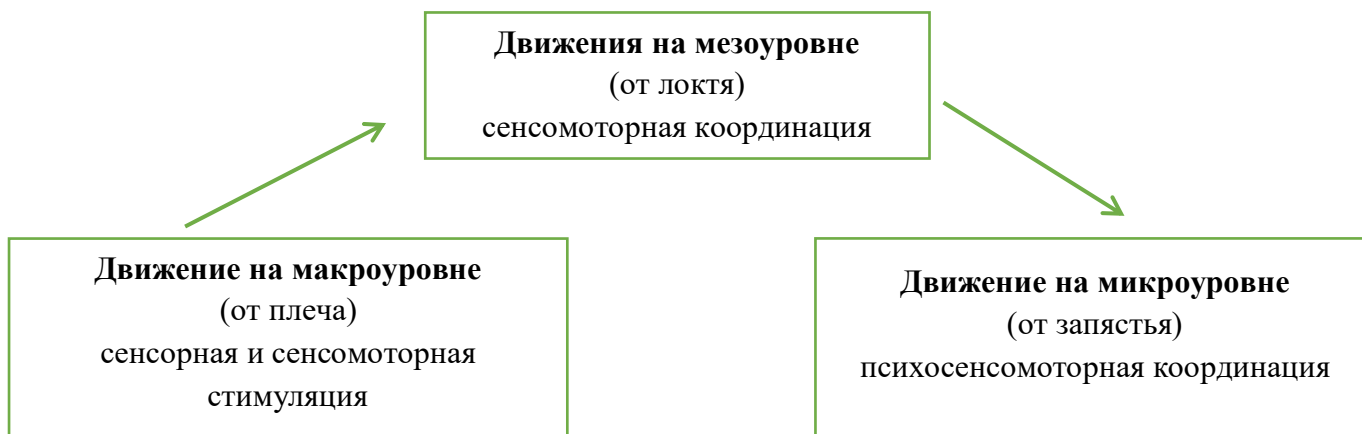 Движения на мезоуровне
(от локтя)
сенсомоторная координация
Движение на макроуровне
(от плеча)
сенсорная и сенсомоторная
стимуляция
Движение на микроуровне
(от запястья)
психосенсомоторная координация